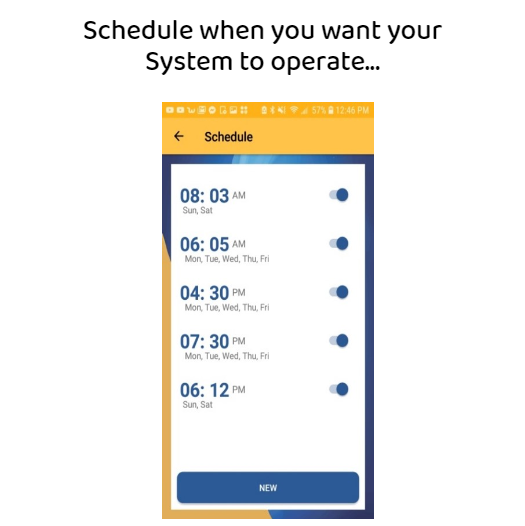 Schedule when you want your
System to operate...
57% 12:46 PM
Schedule
08: 03 AM
Sun, Sat
06: 05 AM
Mon, Tue, Wed, Thu, Fri
04: 30 PM
Mon, Tue, Wed, Thu, Fri
07: 30 PM
Mon, Tue, Wed, Thu, Fri
06: 12 PM
Sun, Sat
NEW